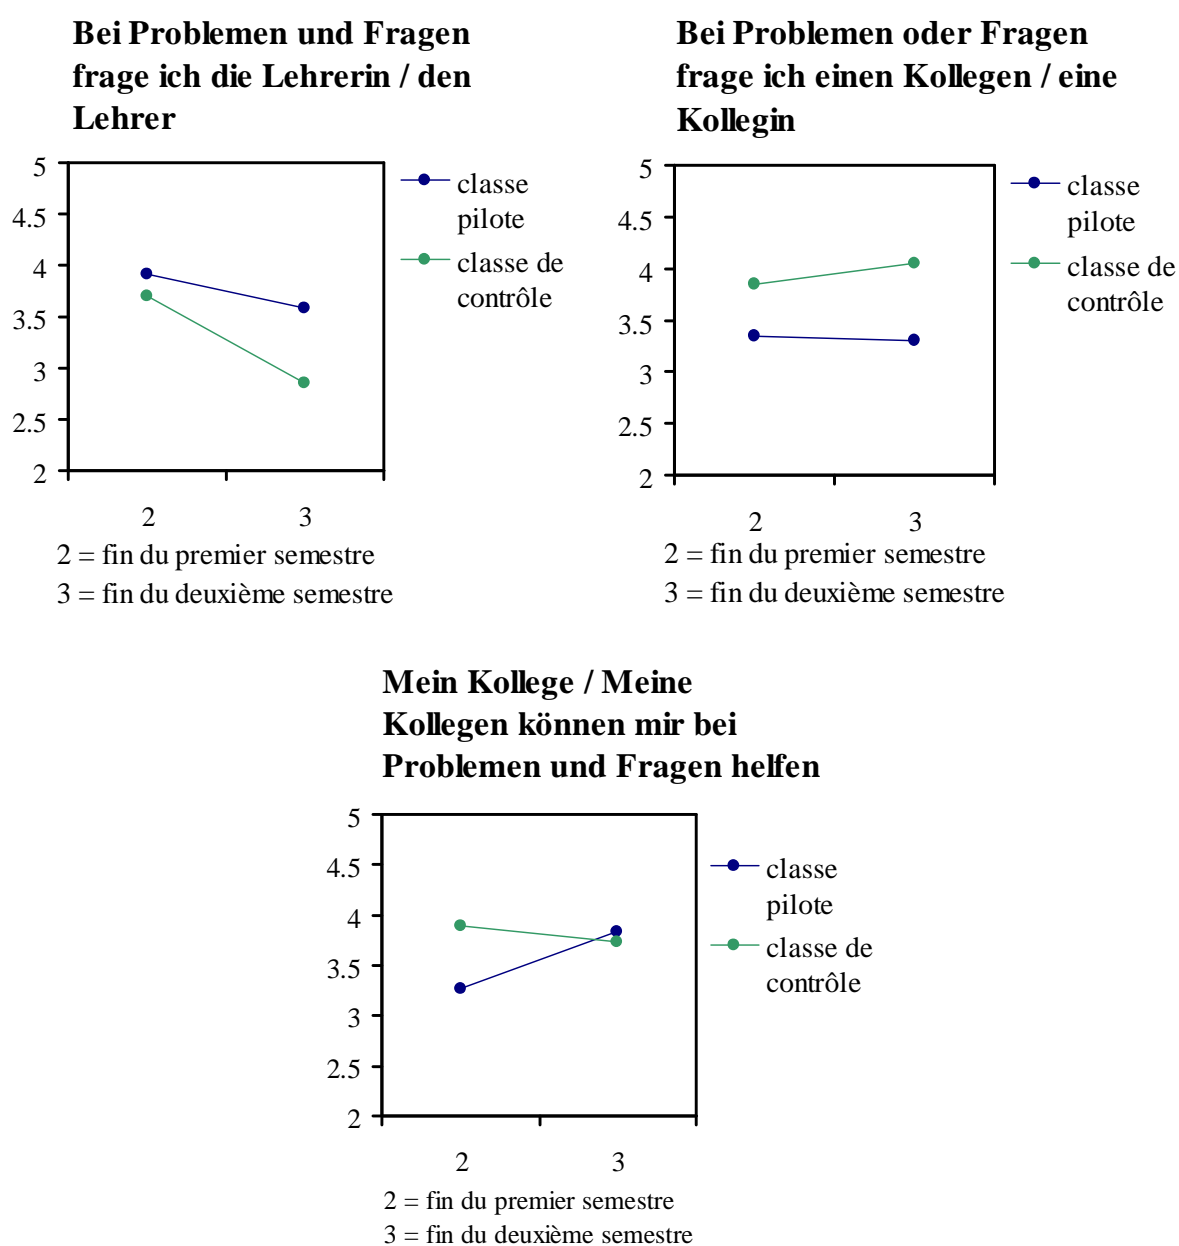 Bei Problemen und Fragen
frage ich die Lehrerin / den
Lehrer
5
4.5
4
3.5
3
2.5
2
2
3
classe
pilote
classe de
contrôle
2 = fin du premier semestre
3 = fin du deuxième semestre
Bei Problemen oder Fragen
frage ich einen Kollegen / eine
Kollegin
5
4.5
4
3.5
3
2.5
2
2
3
classe
pilote
classe de
contrôle
2 = fin du premier semestre
3 = fin du deuxième semestre
Mein Kollege / Meine
Kollegen können mir bei
Problemen und Fragen helfen
5
4.5
4
3.5
3
2.5
2
2
3
classe
pilote
classe de
contrôle
2 = fin du premier semestre
3 = fin du deuxième semestre